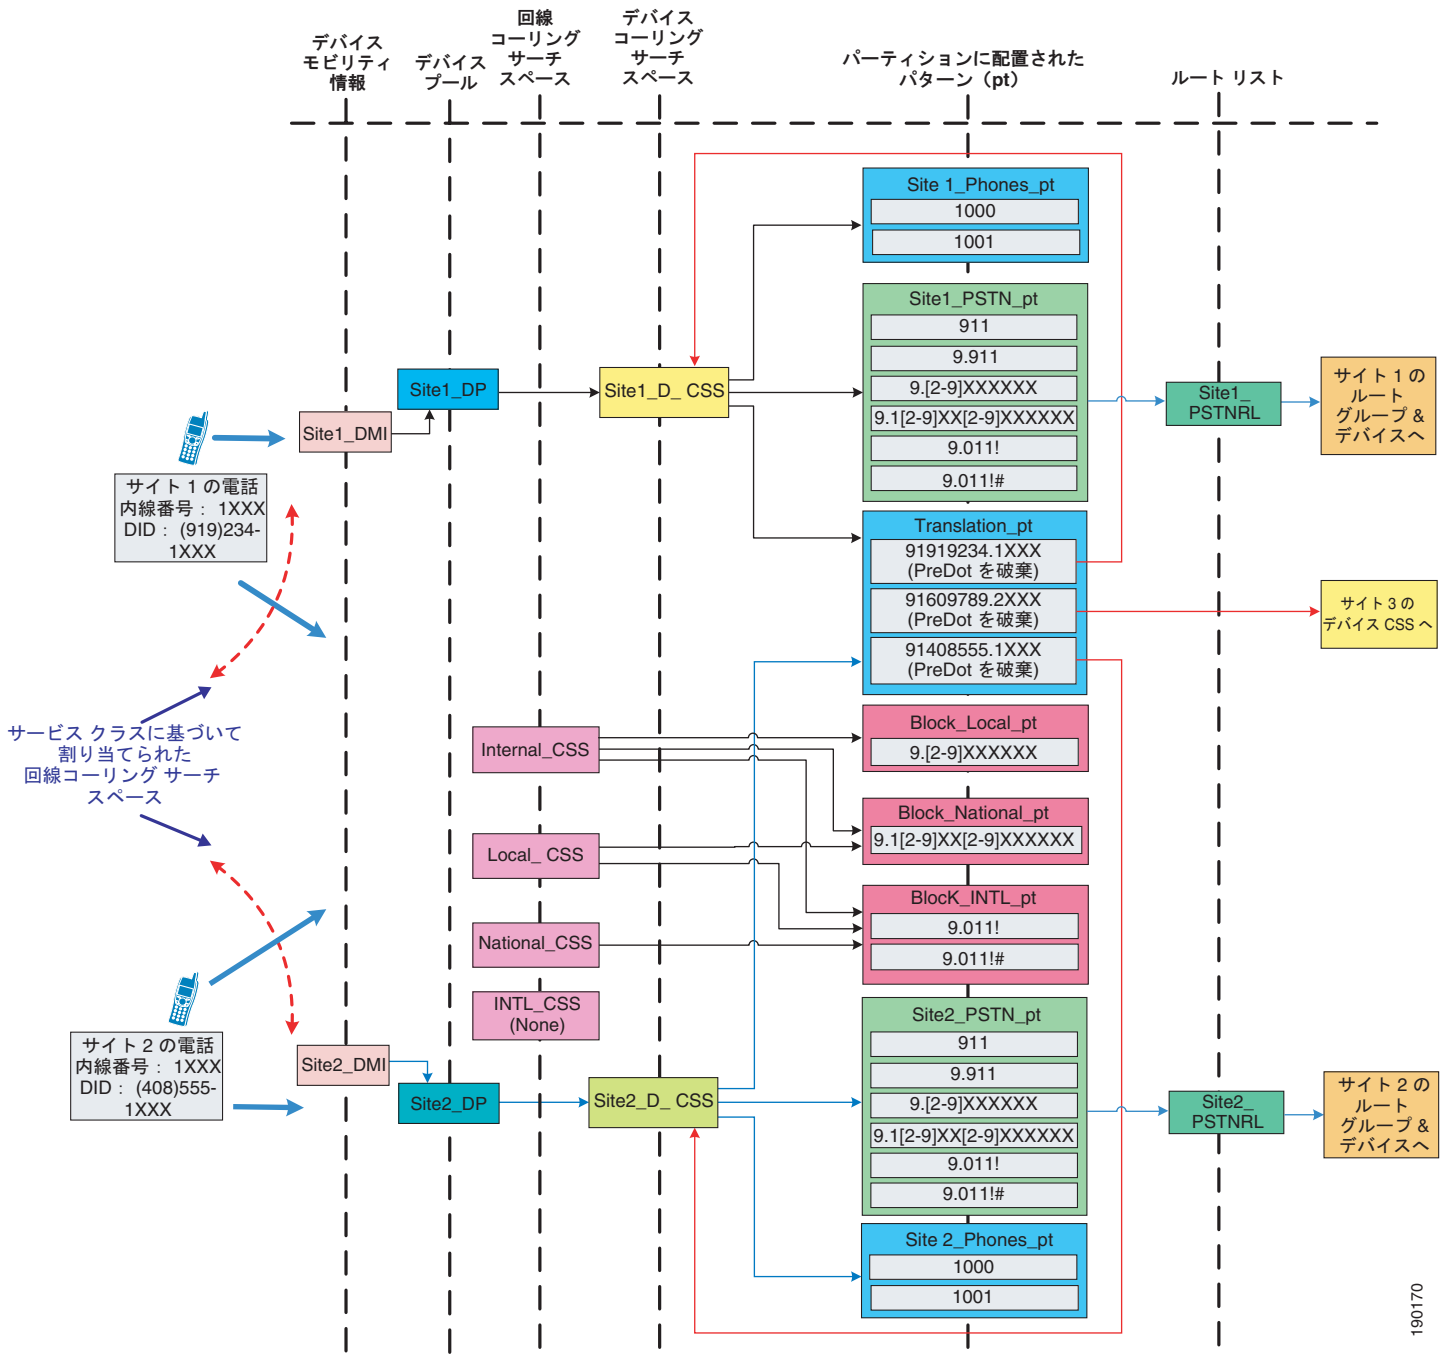 デバイス
モビリティ
情報
デバイス
プール
回線
コーリング
サーチ
スペース
デバイス
コーリング
サーチ
スペース
パーティションに配置された
パターン（pt）
ルート リスト
Site 1_Phones_pt
1000
1001
Site1_PSTN_pt
911
9.911
9.[2-9]XXXXXX
9.1[2-9]XX[2-9]XXXXXX
9.011!
9.011!#
Site1_DMI
Site1_DP
Site1_D_ CSS
Site1_
PSTNRL
サイト 1 の
ルート
グループ &
デバイスへ
サイト 1 の電話
内線番号： 1XXX
DID： (919)234-
1XXX
Translation_pt
91919234.1XXX
(PreDot を破棄)
91609789.2XXX
(PreDot を破棄)
91408555.1XXX
(PreDot を破棄)
サイト 3 の
デバイス CSS へ
サービス クラスに基づいて
割り当てられた
回線コーリング サーチ
スペース
Internal_CSS
Local_ CSS
National_CSS
INTL_CSS
(None)
Block_Local_pt
9.[2-9]XXXXXX
Block_National_pt
9.1[2-9]XX[2-9]XXXXXX
BlocK_INTL_pt
9.011!
9.011!#
Site2_PSTN_pt
911
9.911
9.[2-9]XXXXXX
9.1[2-9]XX[2-9]XXXXXX
9.011!
9.011!#
サイト 2 の電話
内線番号： 1XXX
DID： (408)555-
1XXX
Site2_DMI
Site2_DP
Site2_D_ CSS
Site2_
PSTNRL
サイト 2 の
ルート
グループ &
デバイスへ
Site 2_Phones_pt
1000
1001
190170